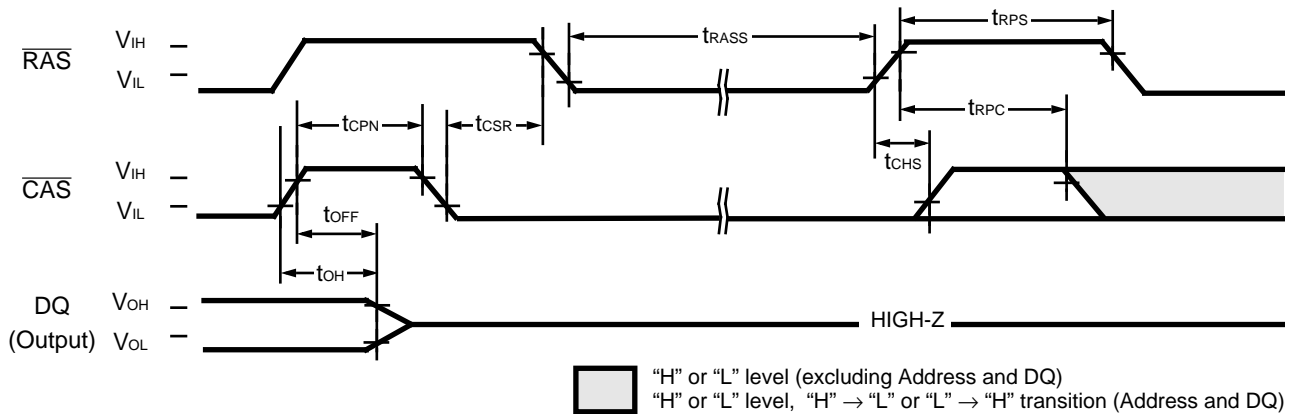 tRPS
tRASS
RAS
VIH
VIL
tRPC
tCPN
tCSR
tCHS
CAS
VIH
VIL
tOFF
tOH
DQ
(Output)
VOH
VOL
HIGH-Z
“H” or “L” level (excluding Address and DQ)
“H” or “L” level, “H” → “L” or “L” → “H” transition (Address and DQ)